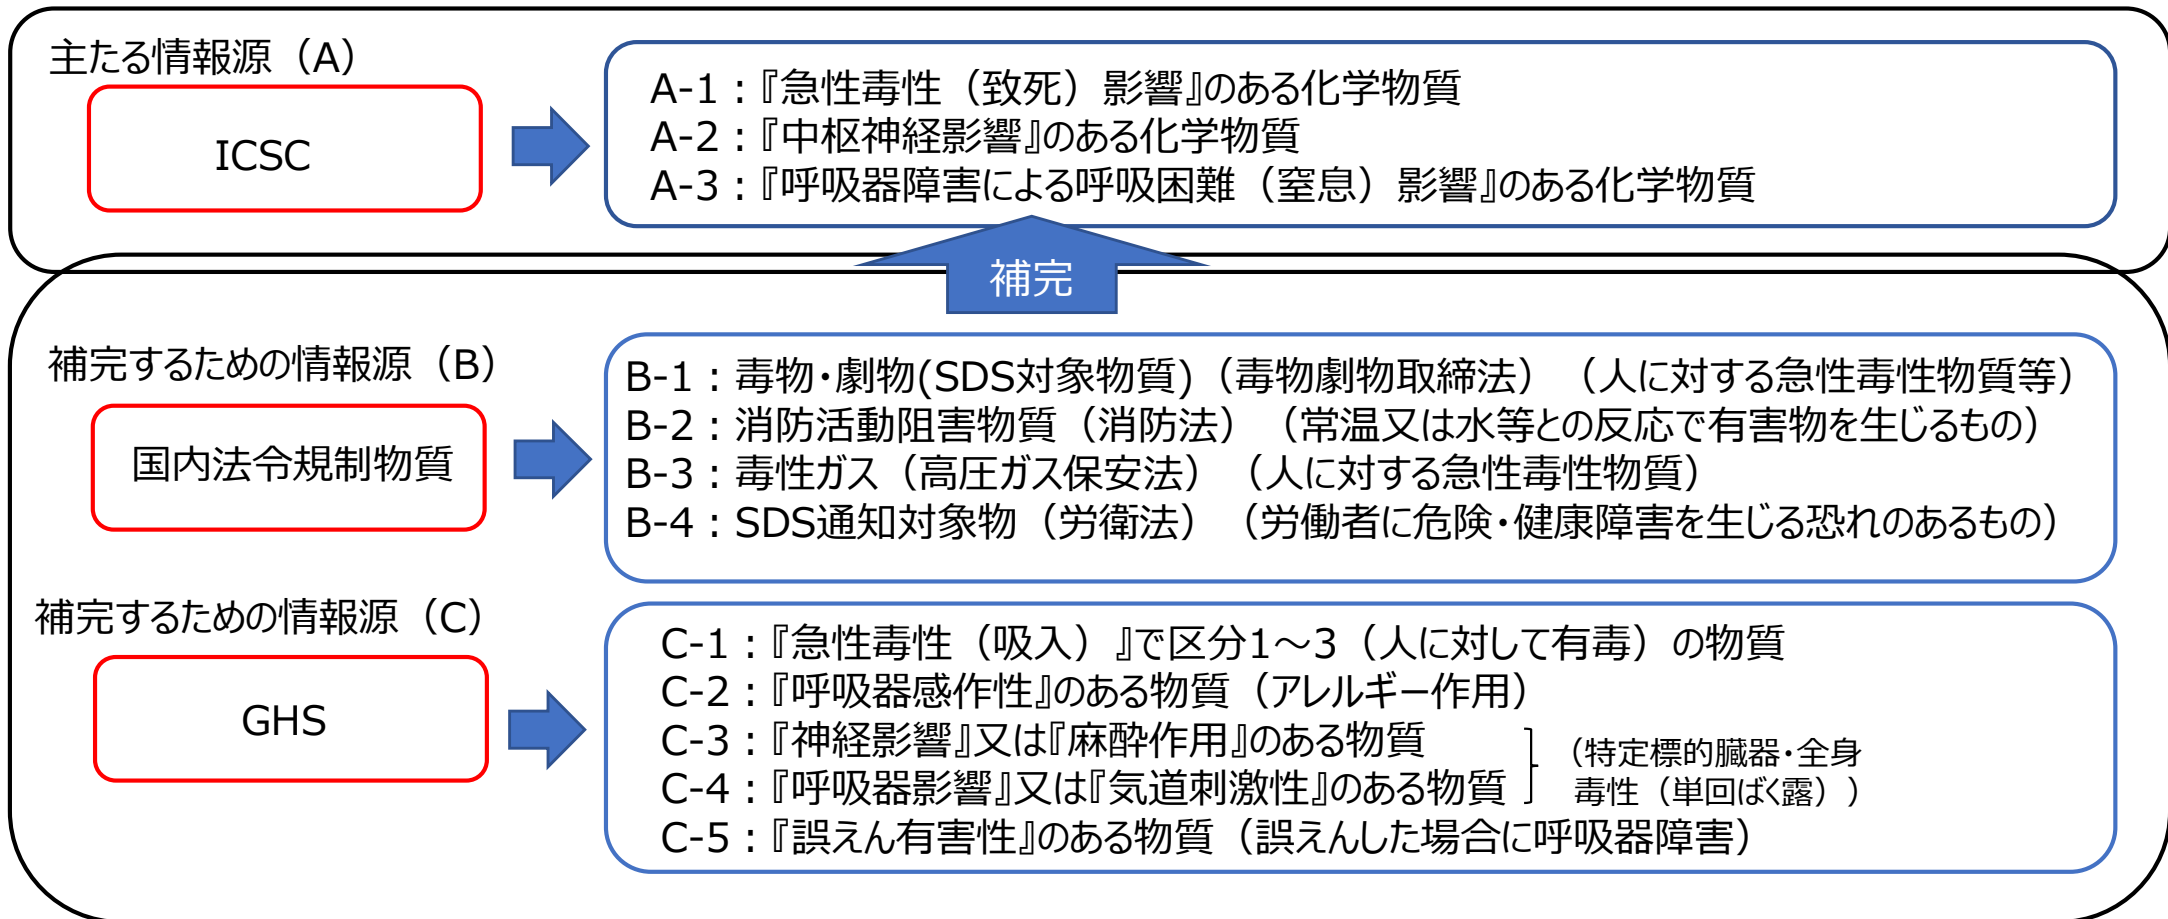 主たる情報源（A）
ICSC
A-1：『急性毒性（致死）影響』のある化学物質
A-2：『中枢神経影響』のある化学物質
A-3：『呼吸器障害による呼吸困難（窒息）影響』のある化学物質
補完
補完するための情報源（B）
国内法令規制物質
B-1：毒物・劇物(SDS対象物質)（毒物劇物取締法）（人に対する急性毒性物質等）
B-2：消防活動阻害物質（消防法）（常温又は水等との反応で有害物を生じるもの）
B-3：毒性ガス（高圧ガス保安法）（人に対する急性毒性物質）
B-4：SDS通知対象物（労衛法）（労働者に危険・健康障害を生じる恐れのあるもの）
補完するための情報源（C）
GHS
C-1：『急性毒性（吸入）』で区分1～3（人に対して有毒）の物質
C-2：『呼吸器感作性』のある物質（アレルギー作用）
C-3：『神経影響』又は『麻酔作用』のある物質
C-4：『呼吸器影響』又は『気道刺激性』のある物質
（特定標的臓器・全身
毒性（単回ばく露））
C-5：『誤えん有害性』のある物質（誤えんした場合に呼吸器障害）